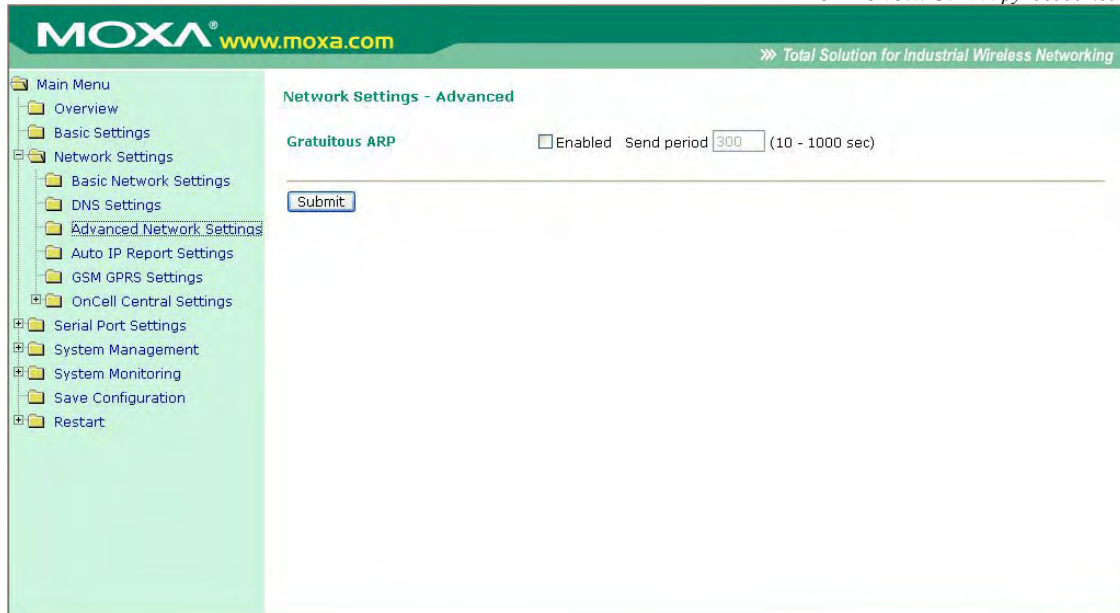 MOXA® www.moxa.com
Total Solution for Industrial Wireless Networking
Main Menu
Overview
Basic Settings
Network Settings
Basic Network Settings
DNS Settings
Advanced Network Settings
Auto IP Report Settings
GSM GPRS Settings
OnCell Central Settings
Serial Port Settings
System Management
System Monitoring
Save Configuration
Restart
Network Settings - Advanced
Gratuitous ARP Enabled Send period 300 (10 - 1000 sec)
Submit